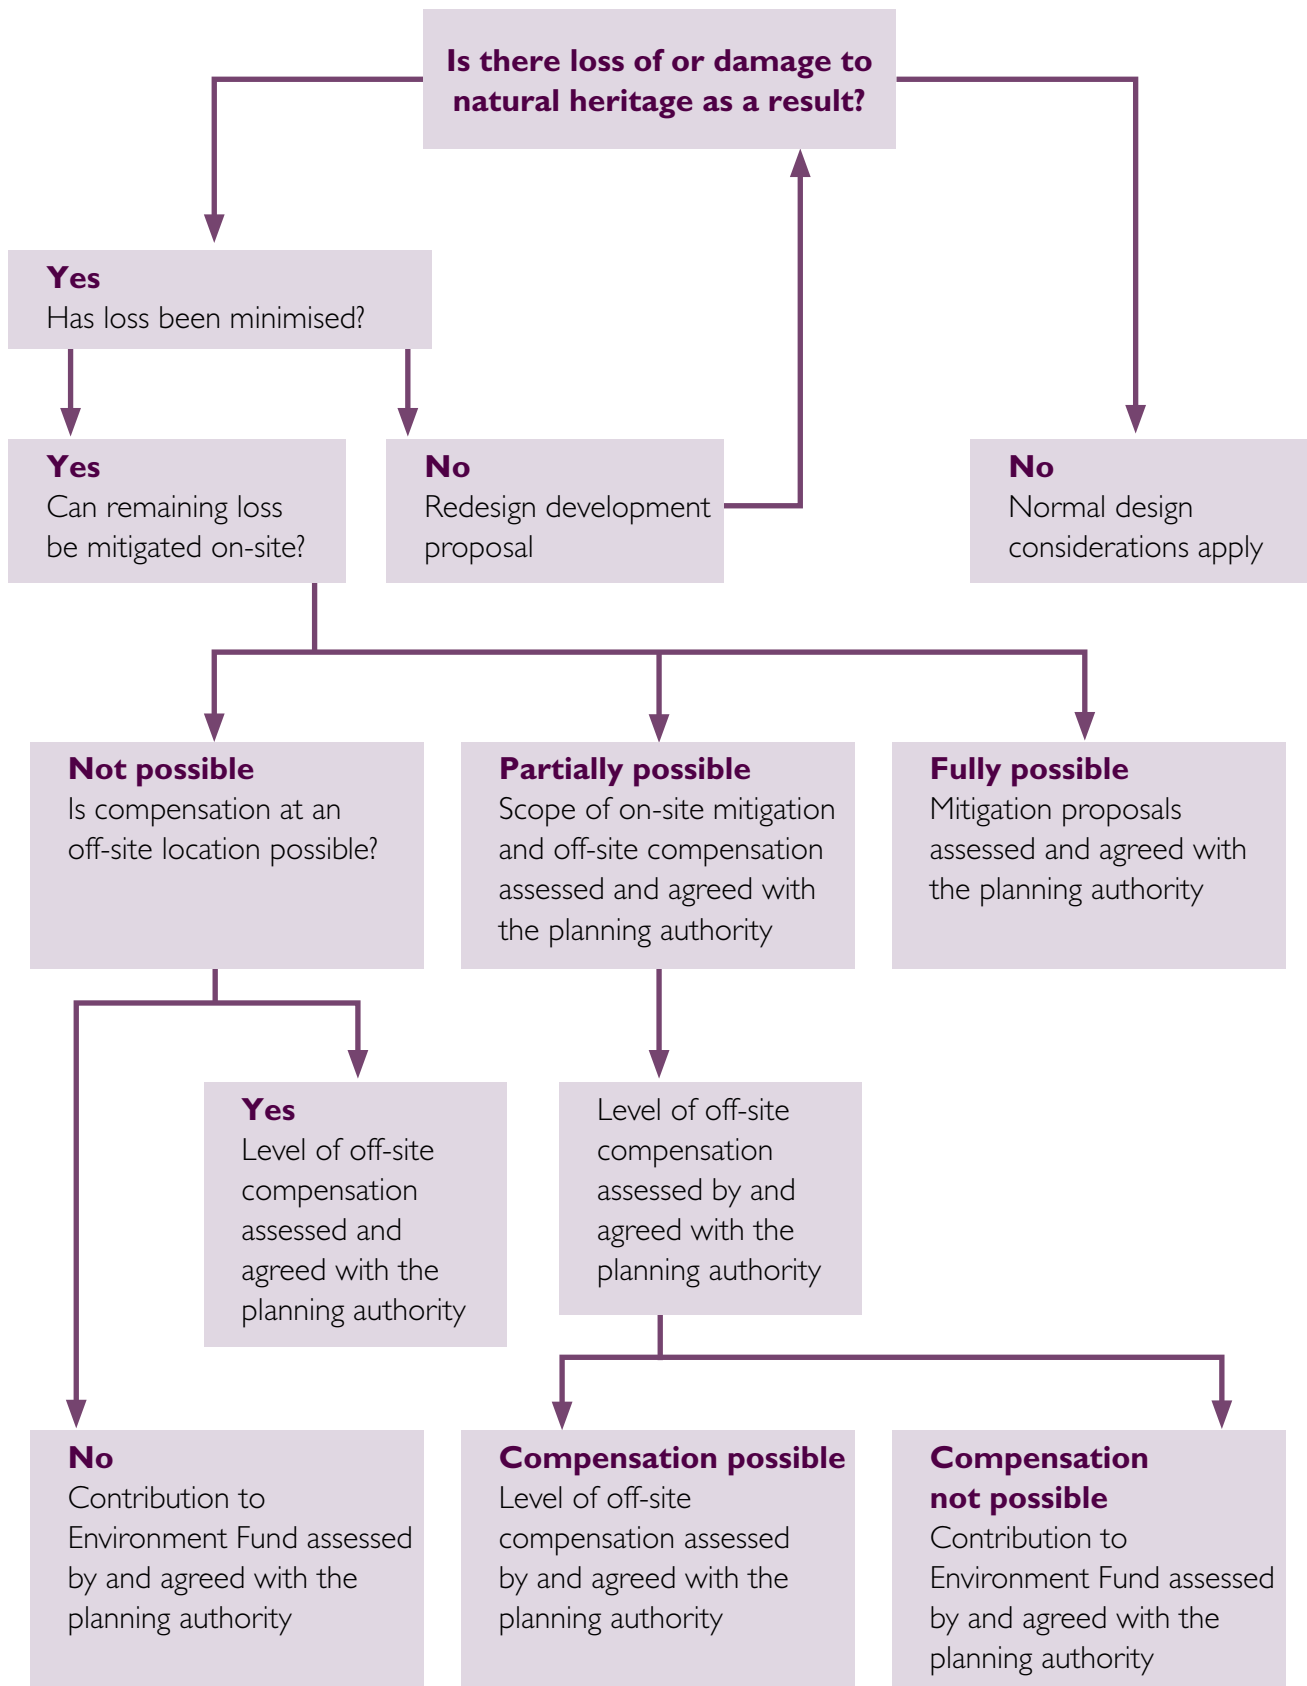 Is there loss of or damage to
natural heritage as a result?
Yes
Has loss been minimised?
Yes
Can remaining loss
be mitigated on-site?
No
Redesign development
proposal
No
Normal design
considerations apply
Not possible
Is compensation at an
off-site location possible?
Partially possible
Scope of on-site mitigation
and off-site compensation
assessed and agreed with
the planning authority
Fully possible
Mitigation proposals
assessed and agreed with
the planning authority
Yes
Level of off-site
compensation
assessed and
agreed with the
planning authority
Level of off-site
compensation
assessed by and
agreed with the
planning authority
No
Contribution to
Environment Fund assessed
by and agreed with the
planning authority
Compensation possible
Level of off-site
compensation assessed
by and agreed with the
planning authority
Compensation
not possible
Contribution to
Environment Fund assessed
by and agreed with the
planning authority